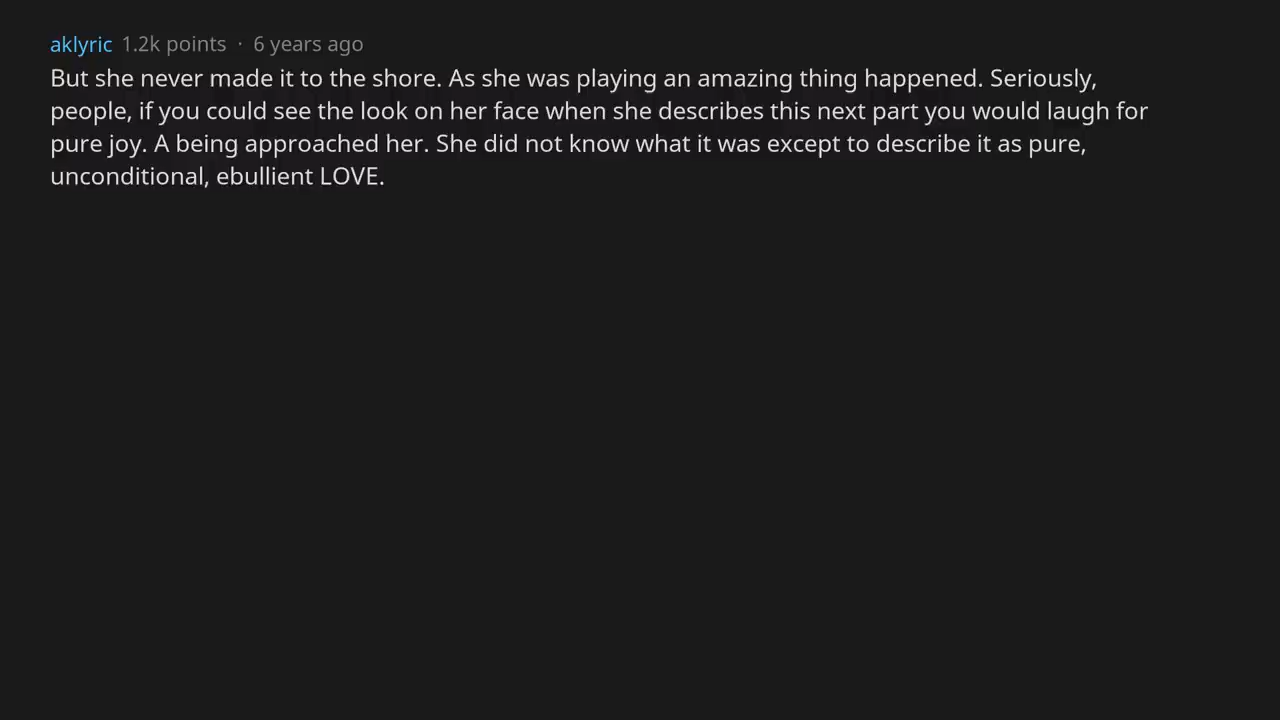 aklyric 1.2k points · 6 years ago
But she never made it to the shore. As she was playing an amazing thing happened. Seriously,
people, if you could see the look on her face when she describes this next part you would laugh for
pure joy. A being approached her. She did not know what it was except to describe it as pure,
unconditional, ebullient LOVE.